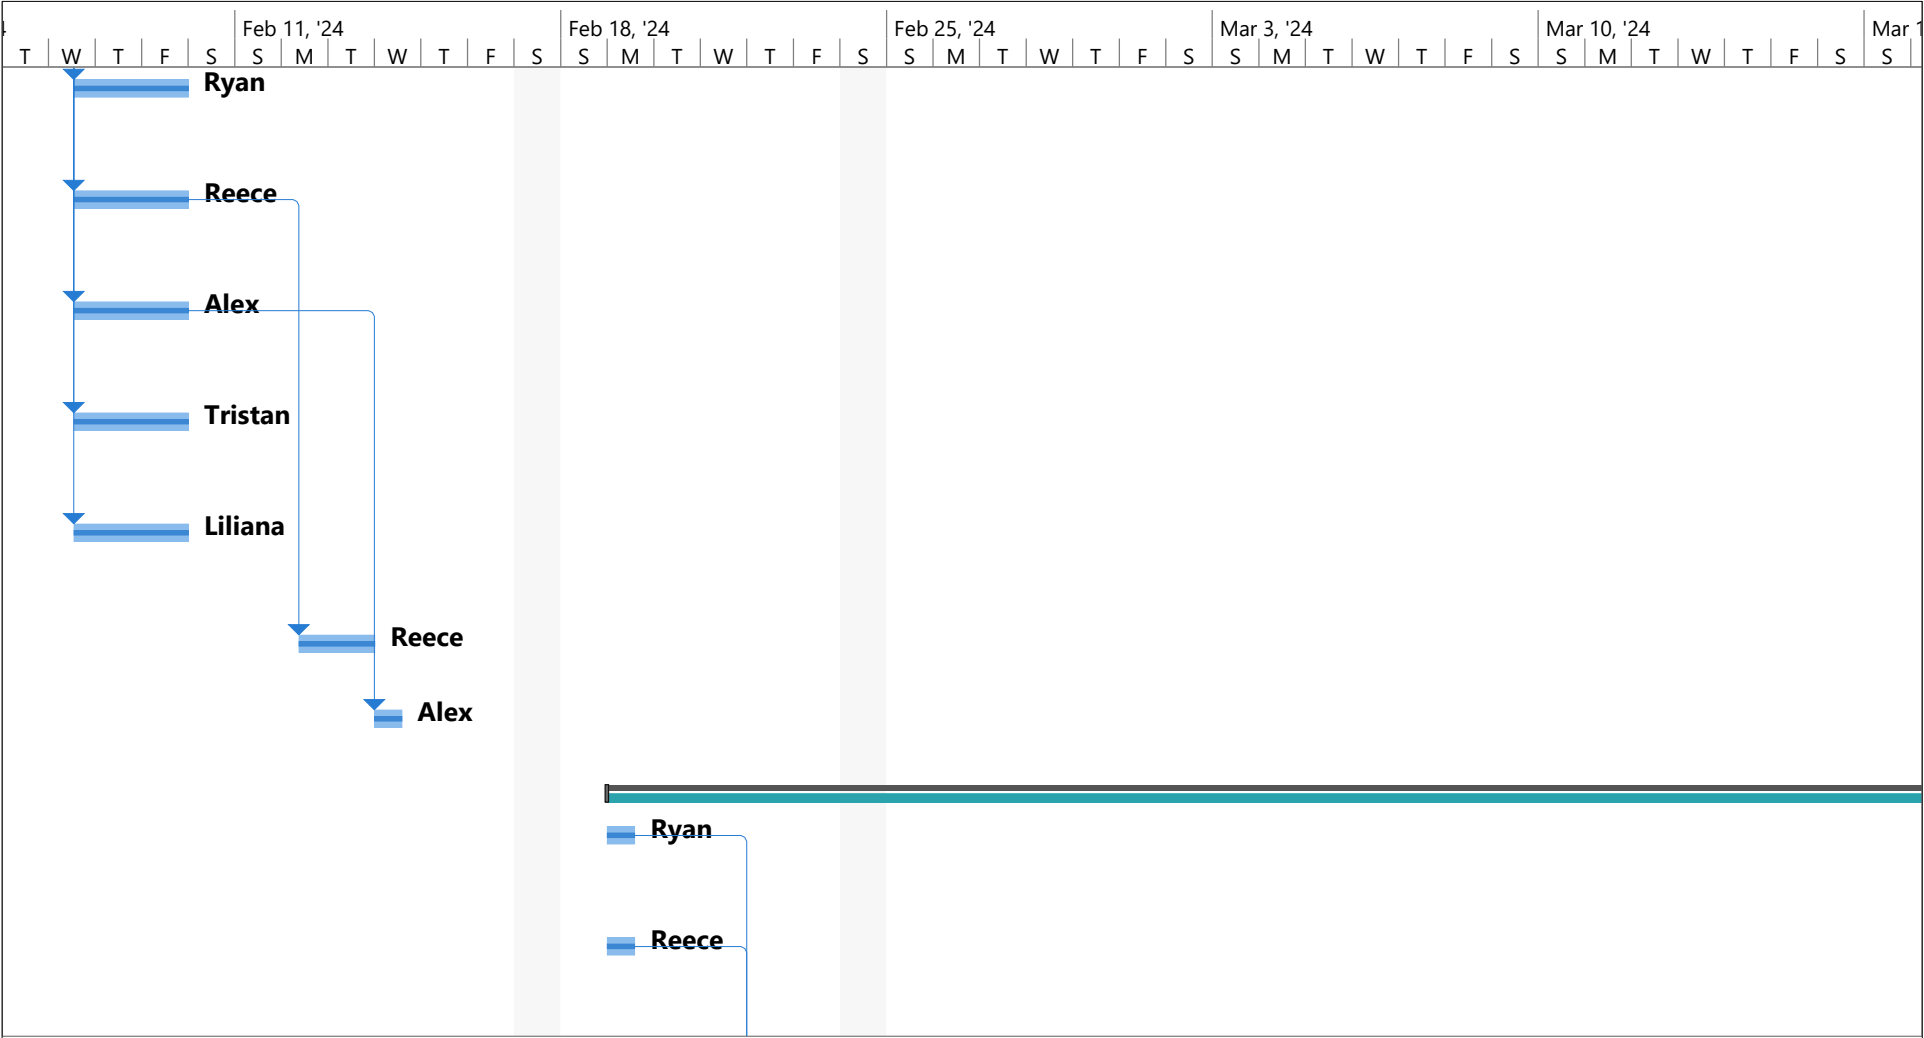 Feb 11, '24 Feb 18, '24 Feb 25, '24 Mar 3, '24 Mar 10, '24 Mar
T W T F S S M T W T F S S M T W T F S S M T W T F S S M T W T F S S M T W T F S S
Ryan
Reece
Alex
Tristan
Liliana
Reece
Alex
Ryan
Reece